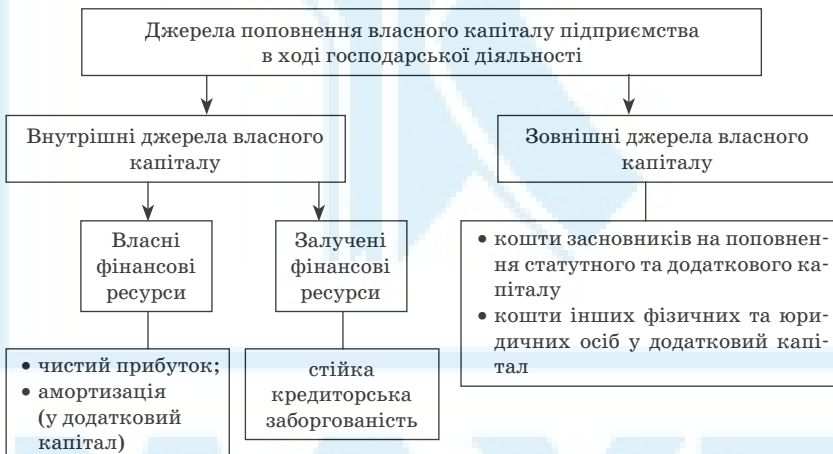 Джерела поповнення власного капіталу підприємства
в ході господарської діяльності
Внутрішні джерела власного
капіталу
Зовнішні джерела власного
капіталу
Власні
фінансові
ресурси
Залучені
фінансові
ресурси
• чистий прибуток;
• амортизація
(у додатковий
капітал)
стійка
кредиторська
заборгованість
• кошти засновників на поповнен-
ня статутного та додаткового ка-
піталу
• кошти інших фізичних та юри-
дичних осіб у додатковий капі-
тал